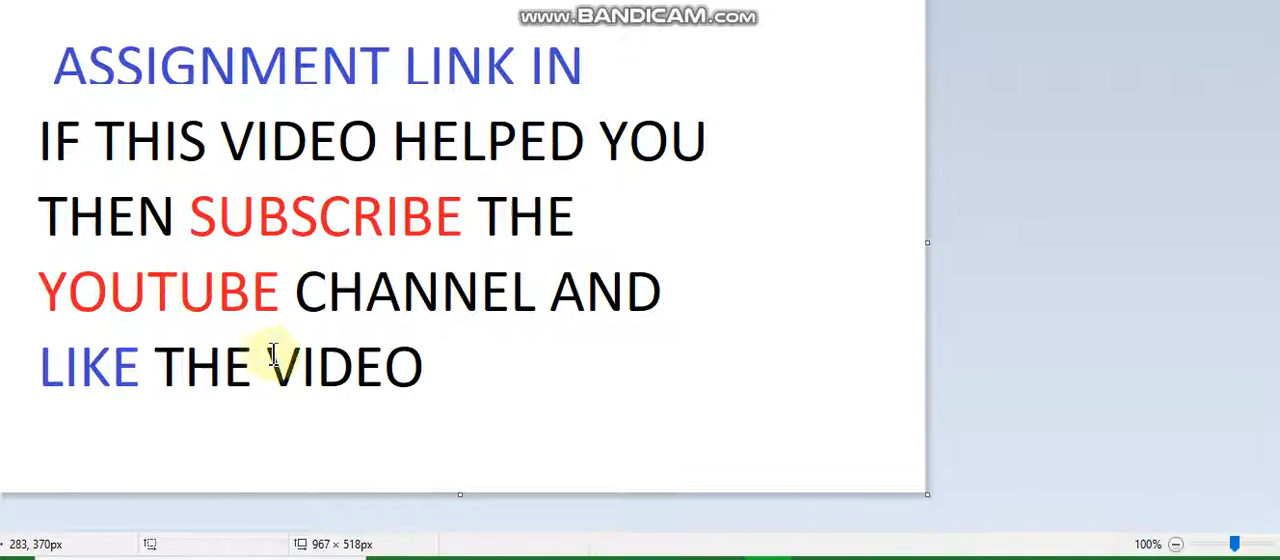 www.BANDICAM.com
ASSIGNMENT LINK IN
IF THIS VIDEO HELPED YOU
THEN SUBSCRIBE THE
YOUTUBE CHANNEL AND
LIKE THE VIDEO
283, 370px
967 × 518px
100%